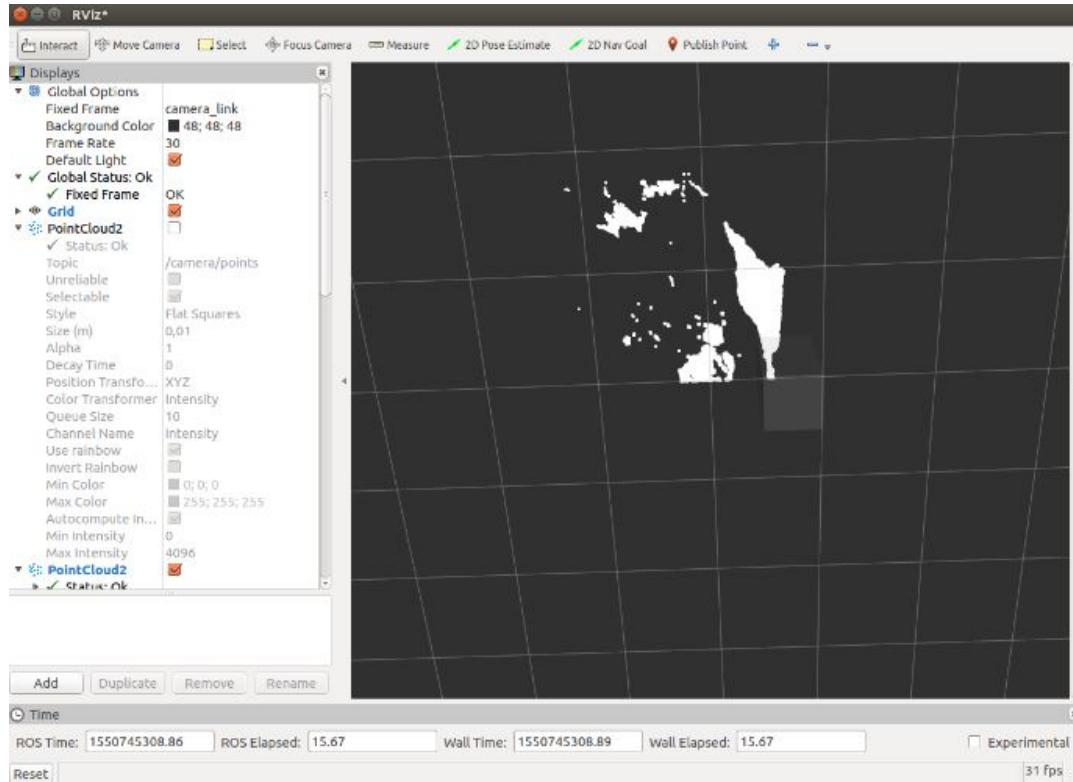 RViz*
Interact Move Camera Select Focus Camera Measure 2D Pose Estimate 2D Nav Goal Publish Point
Displays
Global Options
Fixed Frame camera_link
Background Color 48; 48; 48
Frame Rate 30
Default Light
Global Status: Ok
Fixed Frame OK
Grid
PointCloud2
Status: Ok
Topic /camera/points
Unreliable
Selectable
Style Flat Squares
Size (m) 0,01
Alpha 1
Decay Time 0
Position Transfo... XYZ
Color Transformer Intensity
Queue Size 10
Channel Name Intensity
Use rainbow
Invert Rainbow
Min Color 0; 0; 0
Max Color 255; 255; 255
Autocompute In...
Min Intensity 0
Max Intensity 4096
PointCloud2
Status: Ok
Add Duplicate Remove Rename
Time
ROS Time: 1550745308.86 ROS Elapsed: 15.67 Wall Time: 1550745308.89 Wall Elapsed: 15.67 Experimental
Reset 31 fps